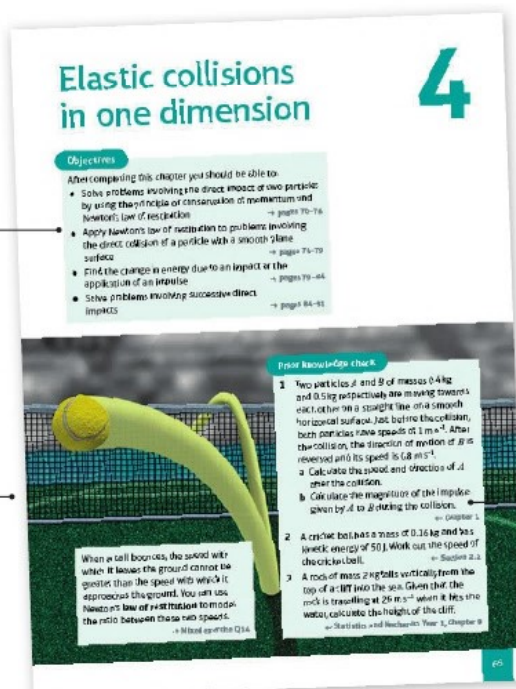 Elastic collisions
in one dimension
4
Objectives
After completing this chapter you should be able to:
• Solve problems involving the direct impact of two particles
by using the principle of conservation of momentum and
Newton's law of restitution → pages 70–76
• Apply Newton's law of restitution to problems involving
the direct collision of a particle with a smooth plane
surface → pages 76–79
• Find the change in energy due to an impact or the
application of an impulse → pages 79–84
• Solve problems involving successive direct
impacts → pages 84–91
Prior knowledge check
1 Two particles A and B of masses 0.4 kg
and 0.5 kg respectively are moving towards
each other on a straight line on a smooth
horizontal surface. Just before the collision,
both particles have speeds of 1 m s⁻¹. After
the collision, the direction of motion of B is
reversed and its speed is 0.8 m s⁻¹.
a Calculate the speed and direction of A
after the collision.
b Calculate the magnitude of the impulse
given by A to B during the collision.
← Chapter 1
2 A cricket ball has a mass of 0.16 kg and has
kinetic energy of 50 J. Work out the speed of
the cricket ball. ← Section 2.1
3 A rock of mass 2 kg falls vertically from the
top of a cliff into the sea. Given that the
rock is travelling at 26 m s⁻¹ when it hits the
water, calculate the height of the cliff.
← Statistics and Mechanics Year 1, Chapter 9
When a ball bounces, the speed with
which it leaves the ground cannot be
greater than the speed with which it
approaches the ground. You can use
Newton's law of restitution to model
the ratio between these two speeds.
→ Mixed exercise Q14